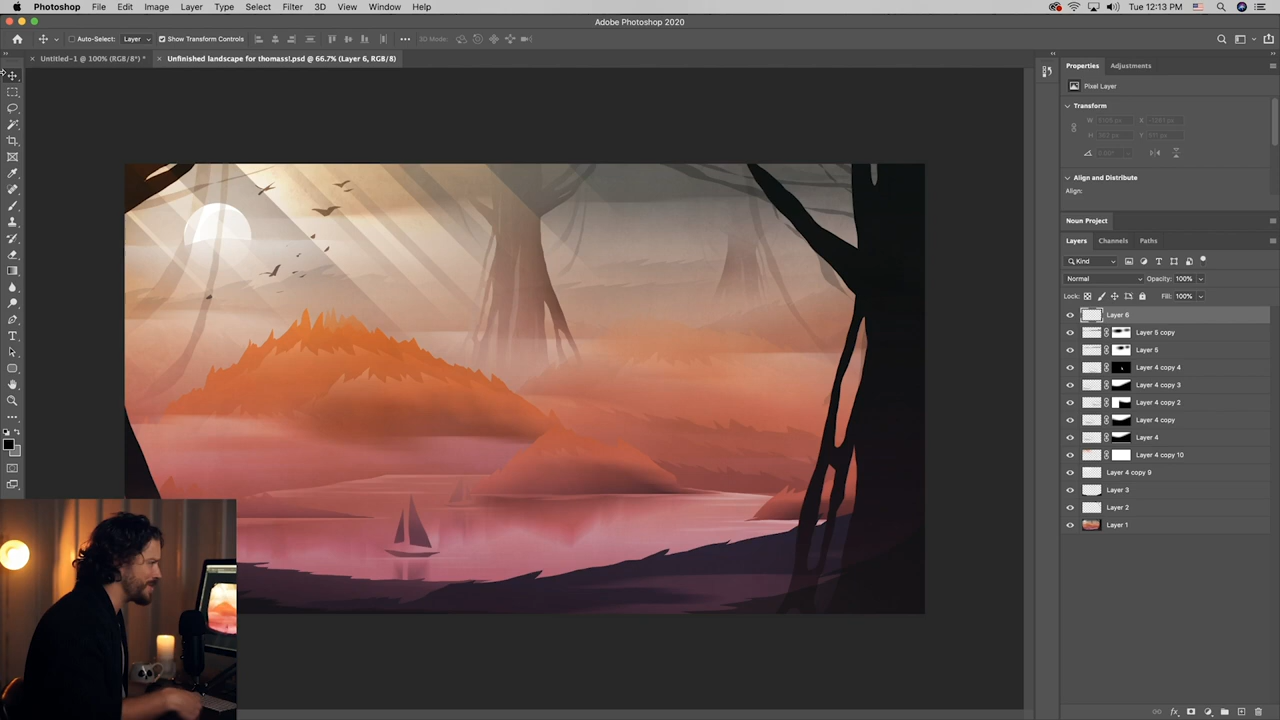 Photoshop File Edit Image Layer Type Select Filter 3D View Window Help Tue 12:13 PM
Adobe Photoshop 2020
Auto-Select: Layer Show Transform Controls 3D Mode:
Untitled-1 @ 100% (RGB/8*) * Unfinished landscape for thomass!.psd @ 66.7% (Layer 6, RGB/8)
Properties Adjustments
Pixel Layer
Transform
W X
H Y
Align and Distribute
Align:
Noun Project
Layers Channels Paths
Kind
Normal Opacity: 100%
Lock: Fill: 100%
Layer 6
Layer 5 copy
Layer 5
Layer 4 copy 4
Layer 4 copy 3
Layer 4 copy 2
Layer 4 copy
Layer 4
Layer 4 copy 10
Layer 4 copy 9
Layer 3
Layer 2
Layer 1